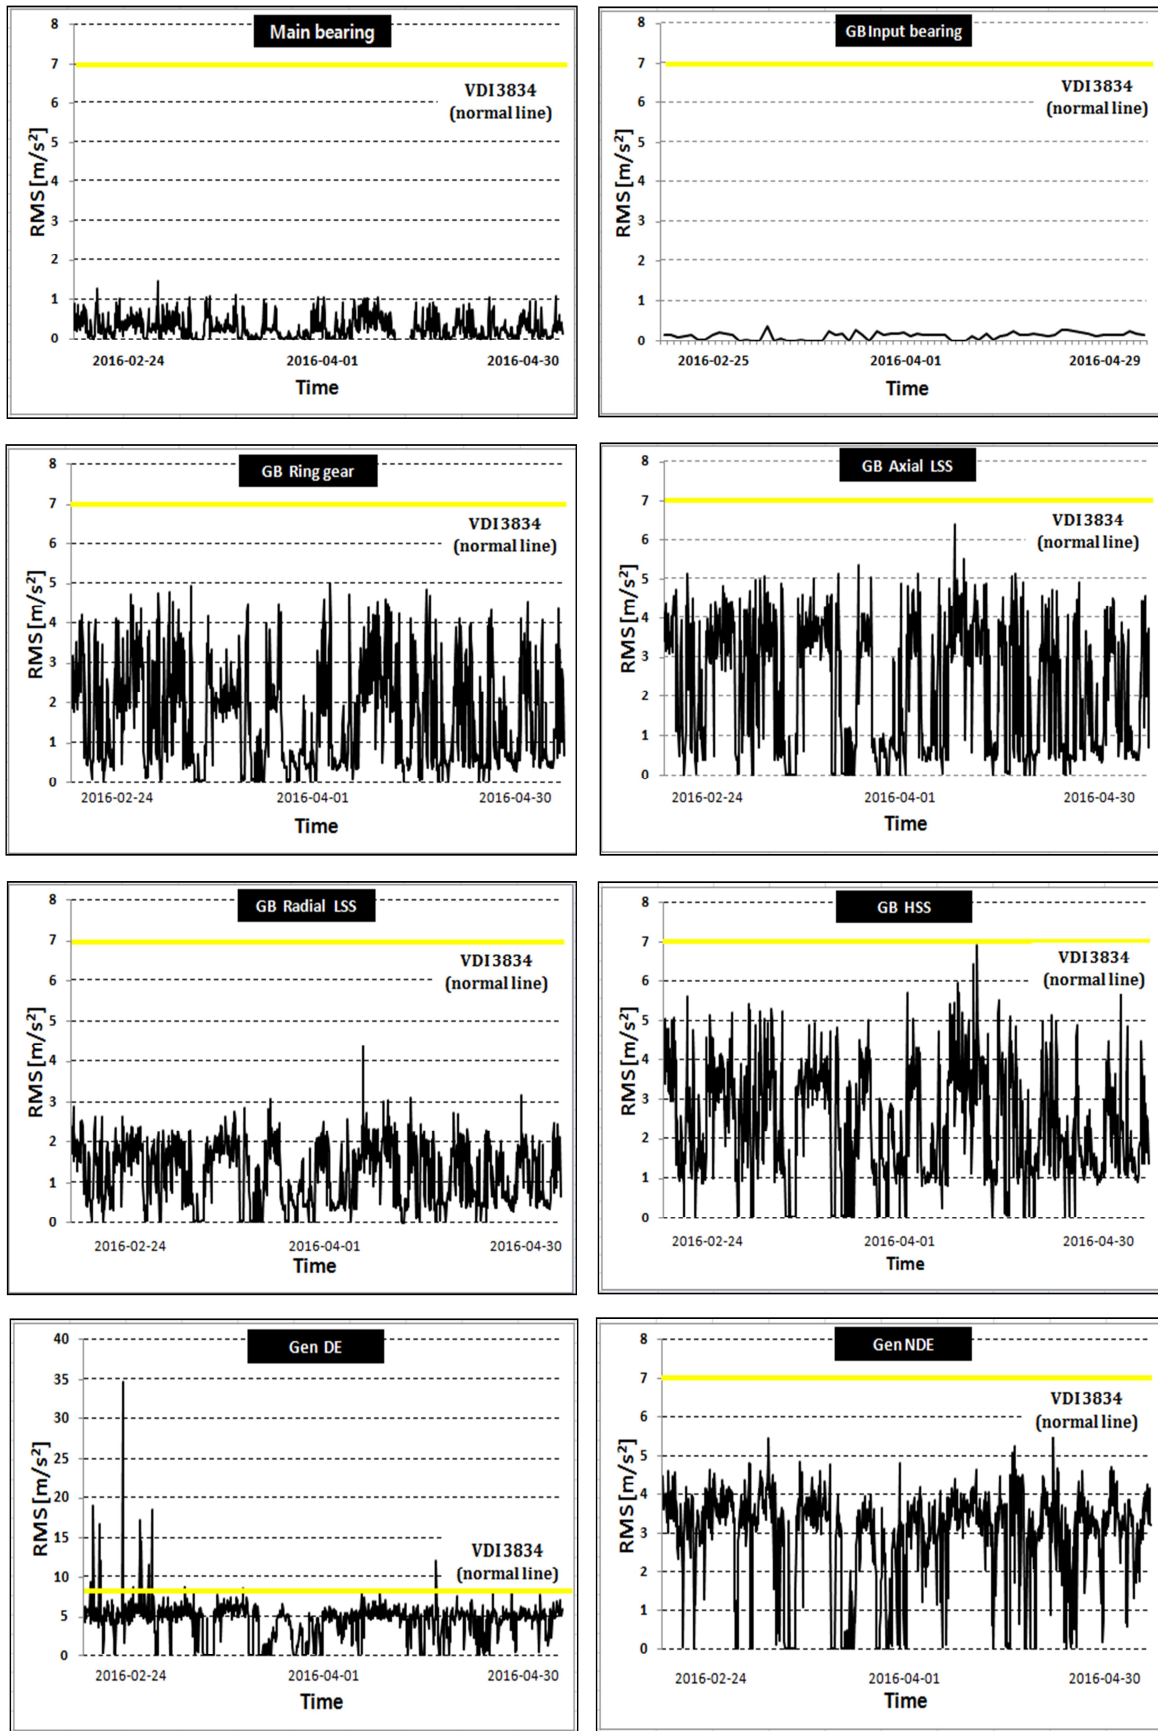 Main bearing
8
7
6
5
4
3
2
1
0
RMS [m/s²]
VDI3834
(normal line)
2016-02-24 2016-04-01 2016-04-30
Time
GB Input bearing
8
7
6
5
4
3
2
1
0
RMS [m/s²]
VDI3834
(normal line)
2016-02-25 2016-04-01 2016-04-29
Time
GB Ring gear
8
7
6
5
4
3
2
1
0
RMS [m/s²]
VDI3834
(normal line)
2016-02-24 2016-04-01 2016-04-30
Time
GB Axial LSS
8
7
6
5
4
3
2
1
0
RMS [m/s²]
VDI3834
(normal line)
2016-02-24 2016-04-01 2016-04-30
Time
GB Radial LSS
8
7
6
5
4
3
2
1
0
RMS [m/s²]
VDI3834
(normal line)
2016-02-24 2016-04-01 2016-04-30
Time
GB HSS
8
7
6
5
4
3
2
1
0
RMS [m/s²]
VDI3834
(normal line)
2016-02-24 2016-04-01 2016-04-30
Time
Gen DE
40
35
30
25
20
15
10
5
0
RMS [m/s²]
VDI3834
(normal line)
2016-02-24 2016-04-01 2016-04-30
Time
Gen NDE
8
7
6
5
4
3
2
1
0
RMS [m/s²]
VDI3834
(normal line)
2016-02-24 2016-04-01 2016-04-30
Time